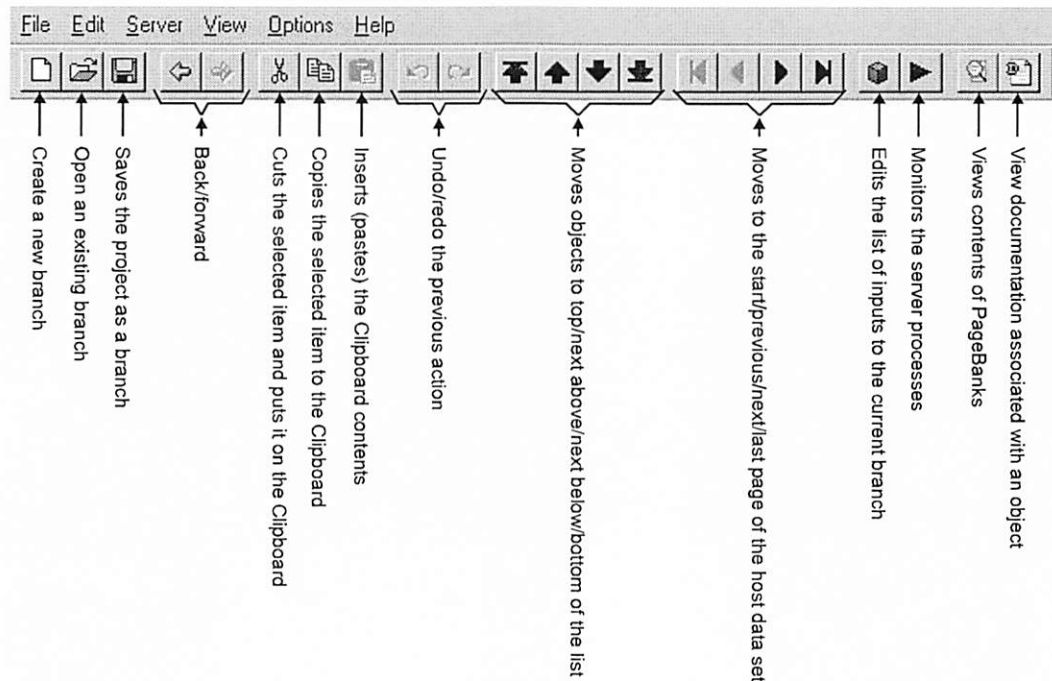 File Edit Server View Options Help
Create a new branch
Open an existing branch
Saves the project as a branch
Back/forward
Cuts the selected item and puts it on the Clipboard
Copies the selected item to the Clipboard
Inserts (pastes) the Clipboard contents
Undo/redo the previous action
Moves objects to top/next above/next below/bottom of the list
Moves to the start/previous/next/last page of the host data set
Edits the list of inputs to the current branch
Monitors the server processes
Views contents of PageBanks
View documentation associated with an object